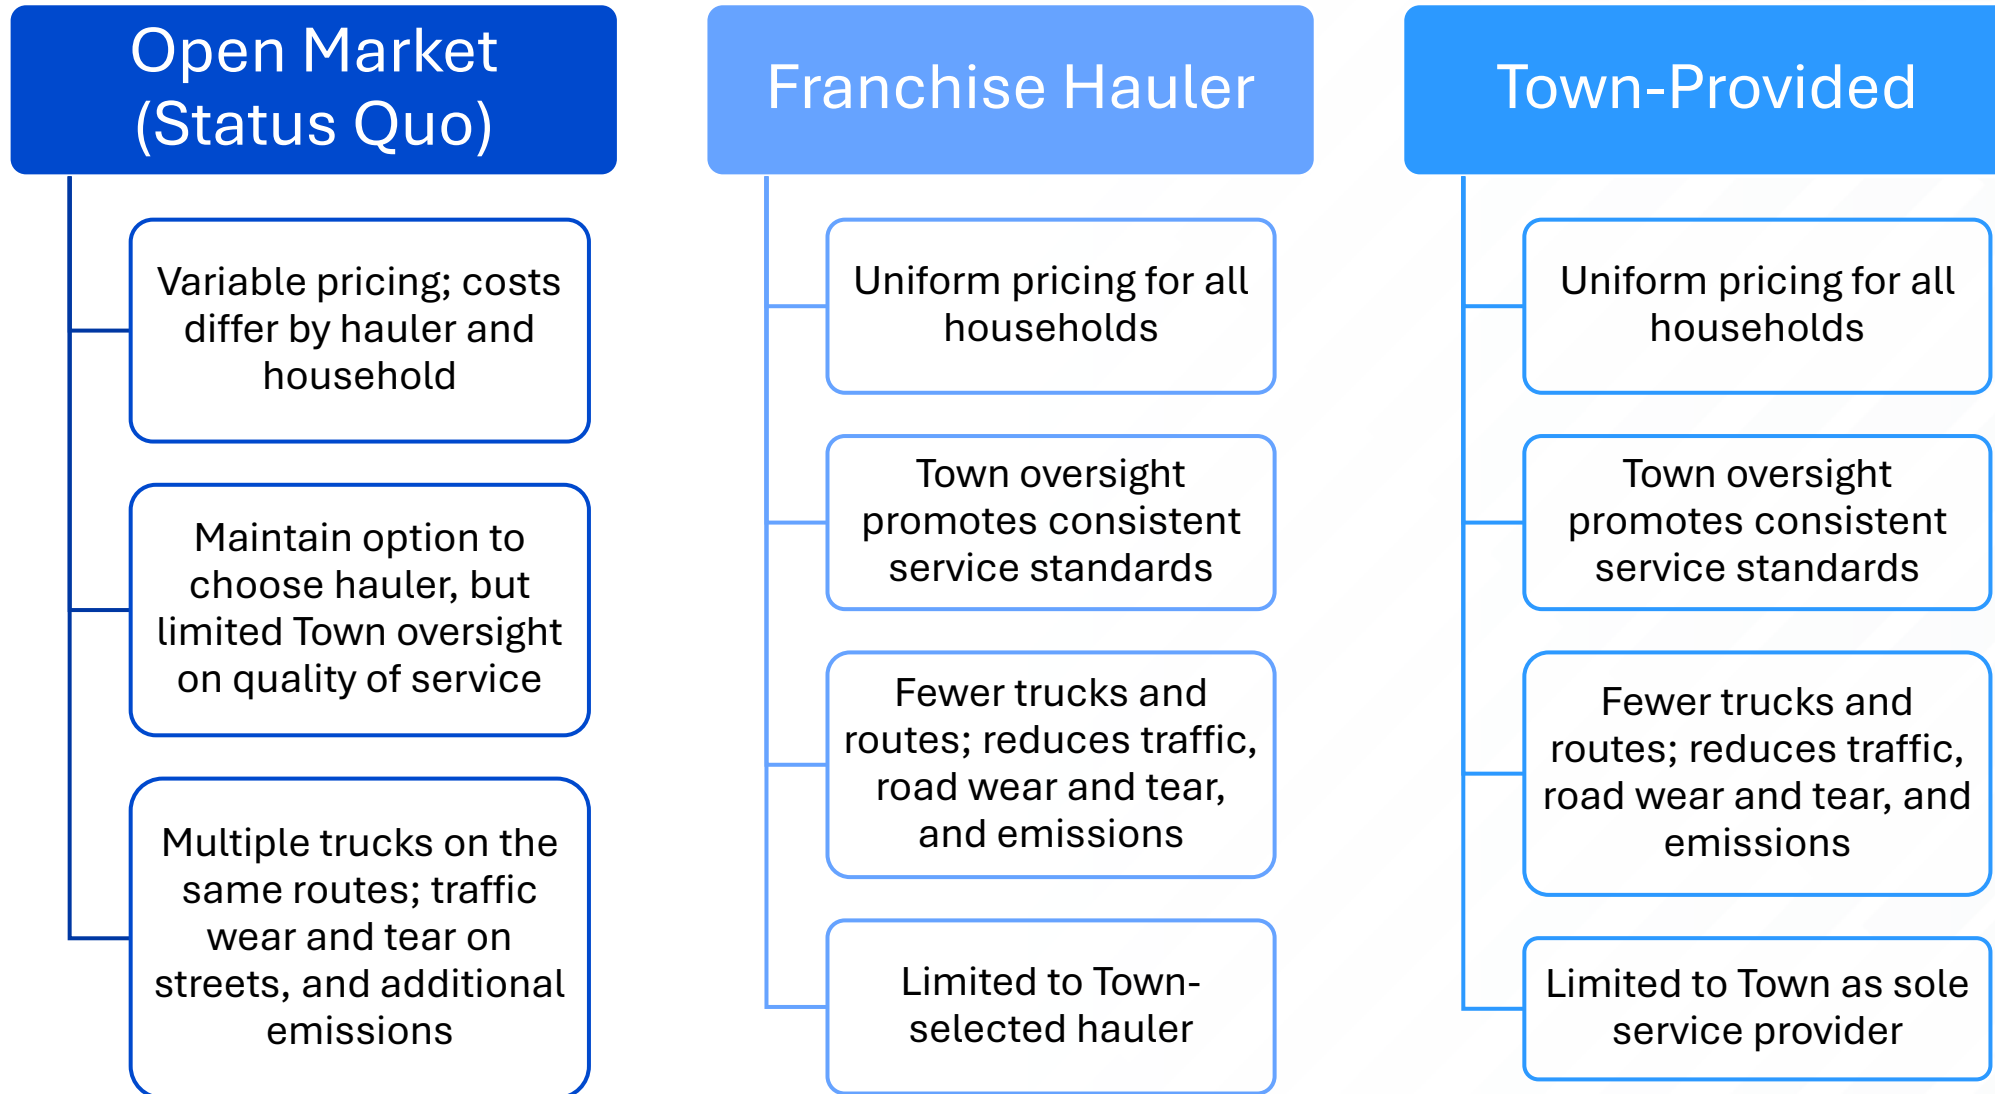 Open Market
(Status Quo)
Variable pricing; costs
differ by hauler and
household
Maintain option to
choose hauler, but
limited Town oversight
on quality of service
Multiple trucks on the
same routes; traffic
wear and tear on
streets, and additional
emissions
Franchise Hauler
Uniform pricing for all
households
Town oversight
promotes consistent
service standards
Fewer trucks and
routes; reduces traffic,
road wear and tear,
and emissions
Limited to Town-
selected hauler
Town-Provided
Uniform pricing for all
households
Town oversight
promotes consistent
service standards
Fewer trucks and
routes; reduces traffic,
road wear and tear, and
emissions
Limited to Town as sole
service provider